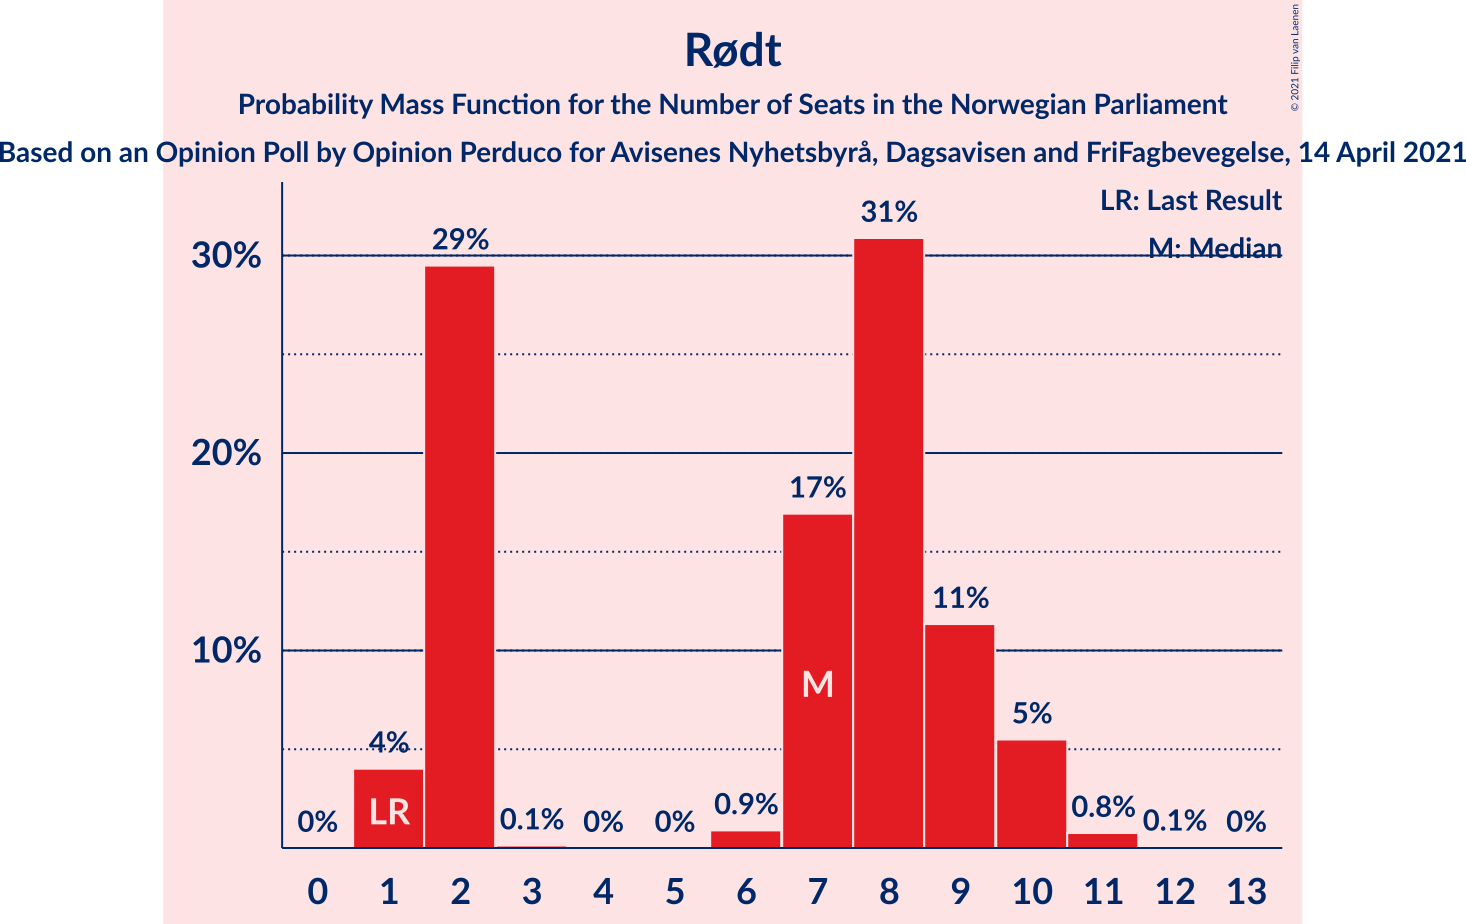 Rødt
Probability Mass Function for the Number of Seats in the Norwegian Parliament
Based on an Opinion Poll by Opinion Perduco for Avisenes Nyhetsbyrå, Dagsavisen and FriFagbevegelse, 14 April 2021
© 2021 Filip van Laenen
LR: Last Result
M: Median
30%
20%
10%
0%
4%
29%
0.1%
0%
0%
0.9%
17%
31%
11%
5%
0.8%
0.1%
0%
LR
M
0 1 2 3 4 5 6 7 8 9 10 11 12 13